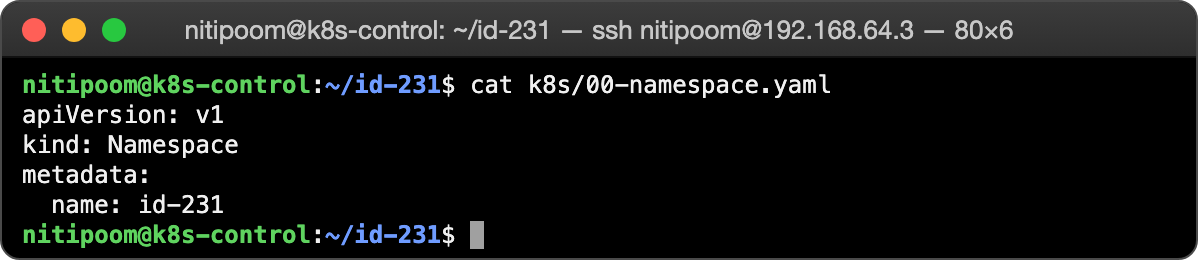 nitipoom@k8s-control: ~/id-231 — ssh nitipoom@192.168.64.3 — 80×6
nitipoom@k8s-control:~/id-231$ cat k8s/00-namespace.yaml
apiVersion: v1
kind: Namespace
metadata:
  name: id-231
nitipoom@k8s-control:~/id-231$